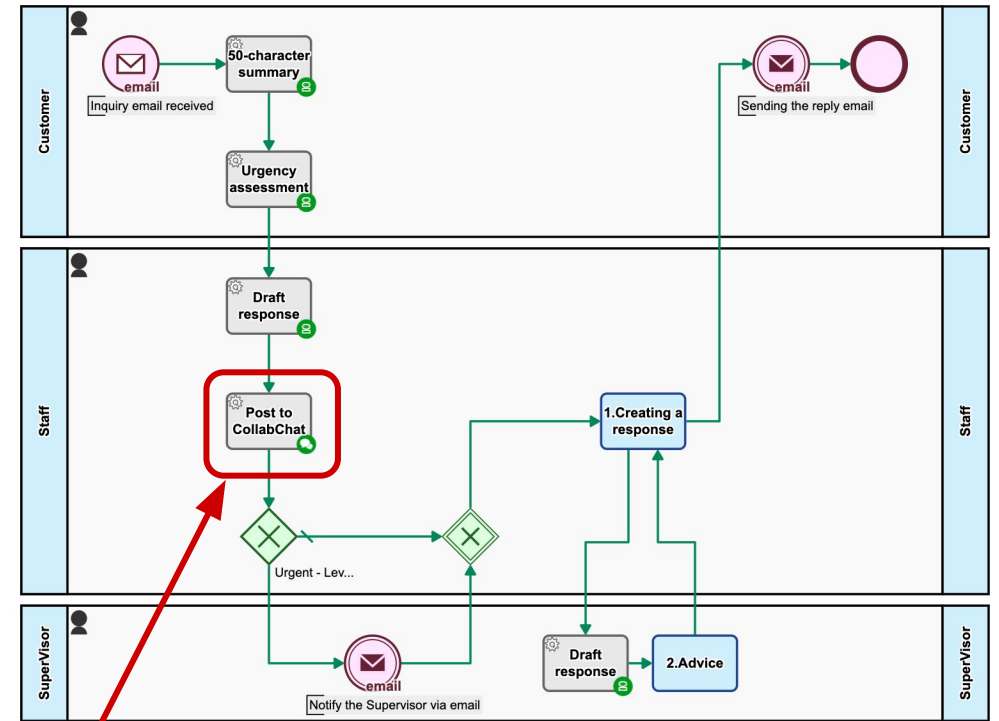 Customer
email
Inquiry email received
50-character
summary
Urgency
assessment
email
Sending the reply email
Customer
Staff
Draft
response
Post to
CollabChat
Urgent - Lev...
1.Creating a
response
Staff
SuperVisor
email
Notify the Supervisor via email
Draft
response
2.Advice
SuperVisor